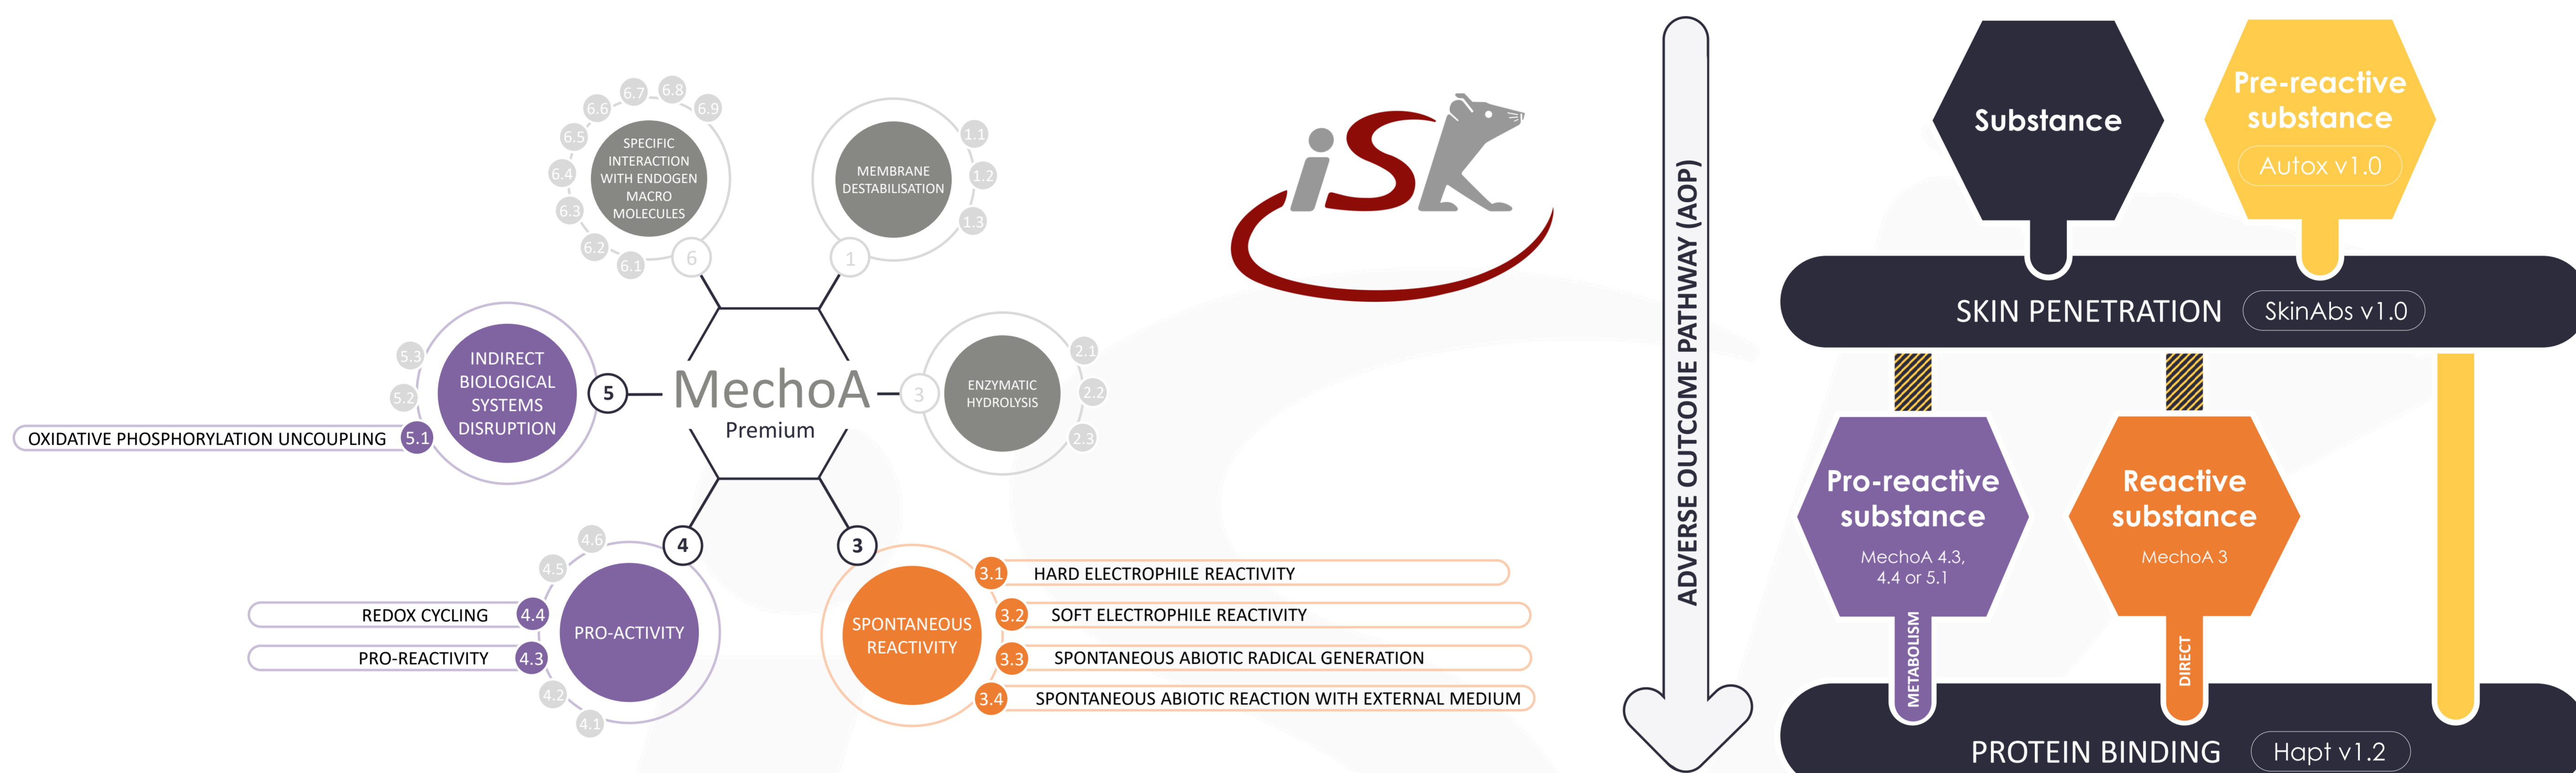 6.7
6.8
6.6
6.9
6.5
6.4
6.3
6.2
6.1
SPECIFIC
INTERACTION
WITH ENDOGEN
MACRO
MOLECULES
6
MEMBRANE
DESTABILISATION
1.1
1.2
1.3
1
iSK
5.3
5.2
5.1
INDIRECT
BIOLOGICAL
SYSTEMS
DISRUPTION
5
OXIDATIVE PHOSPHORYLATION UNCOUPLING
MechoA
Premium
3
ENZYMATIC
HYDROLYSIS
2.1
2.2
2.3
4
3
4.6
4.5
4.4
4.3
4.2
4.1
REDOX CYCLING
PRO-REACTIVITY
PRO-ACTIVITY
SPONTANEOUS
REACTIVITY
3.1 HARD ELECTROPHILE REACTIVITY
3.2 SOFT ELECTROPHILE REACTIVITY
3.3 SPONTANEOUS ABIOTIC RADICAL GENERATION
3.4 SPONTANEOUS ABIOTIC REACTION WITH EXTERNAL MEDIUM
ADVERSE OUTCOME PATHWAY (AOP)
Substance
Pre-reactive
substance
Autox v1.0
SKIN PENETRATION SkinAbs v1.0
Pro-reactive
substance
MechoA 4.3,
4.4 or 5.1
METABOLISM
Reactive
substance
MechoA 3
DIRECT
PROTEIN BINDING Hapt v1.2